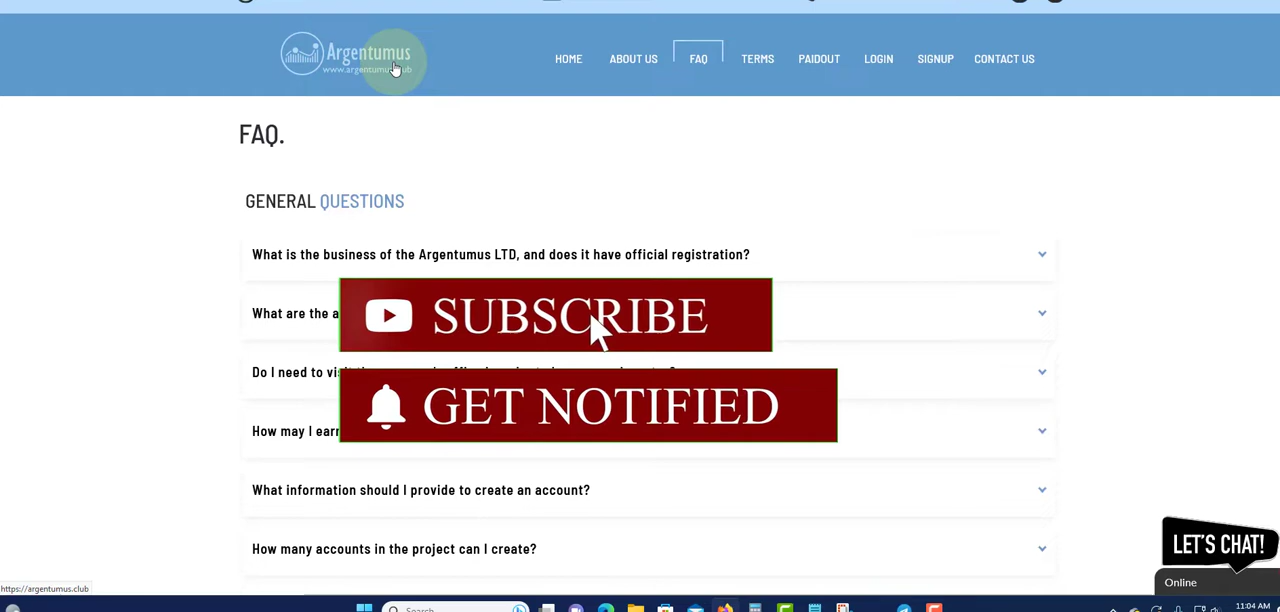 Argentumus
www.argentumus.club
HOME ABOUT US FAQ TERMS PAIDOUT LOGIN SIGNUP CONTACT US
FAQ.
GENERAL QUESTIONS
What is the business of the Argentumus LTD, and does it have official registration?
What are the
SUBSCRIBE
Do I need to
GET NOTIFIED
How may I
What information should I provide to create an account?
How many accounts in the project can I create?
LET'S CHAT!
Online
https://argentumus.club
Search
11:04 AM